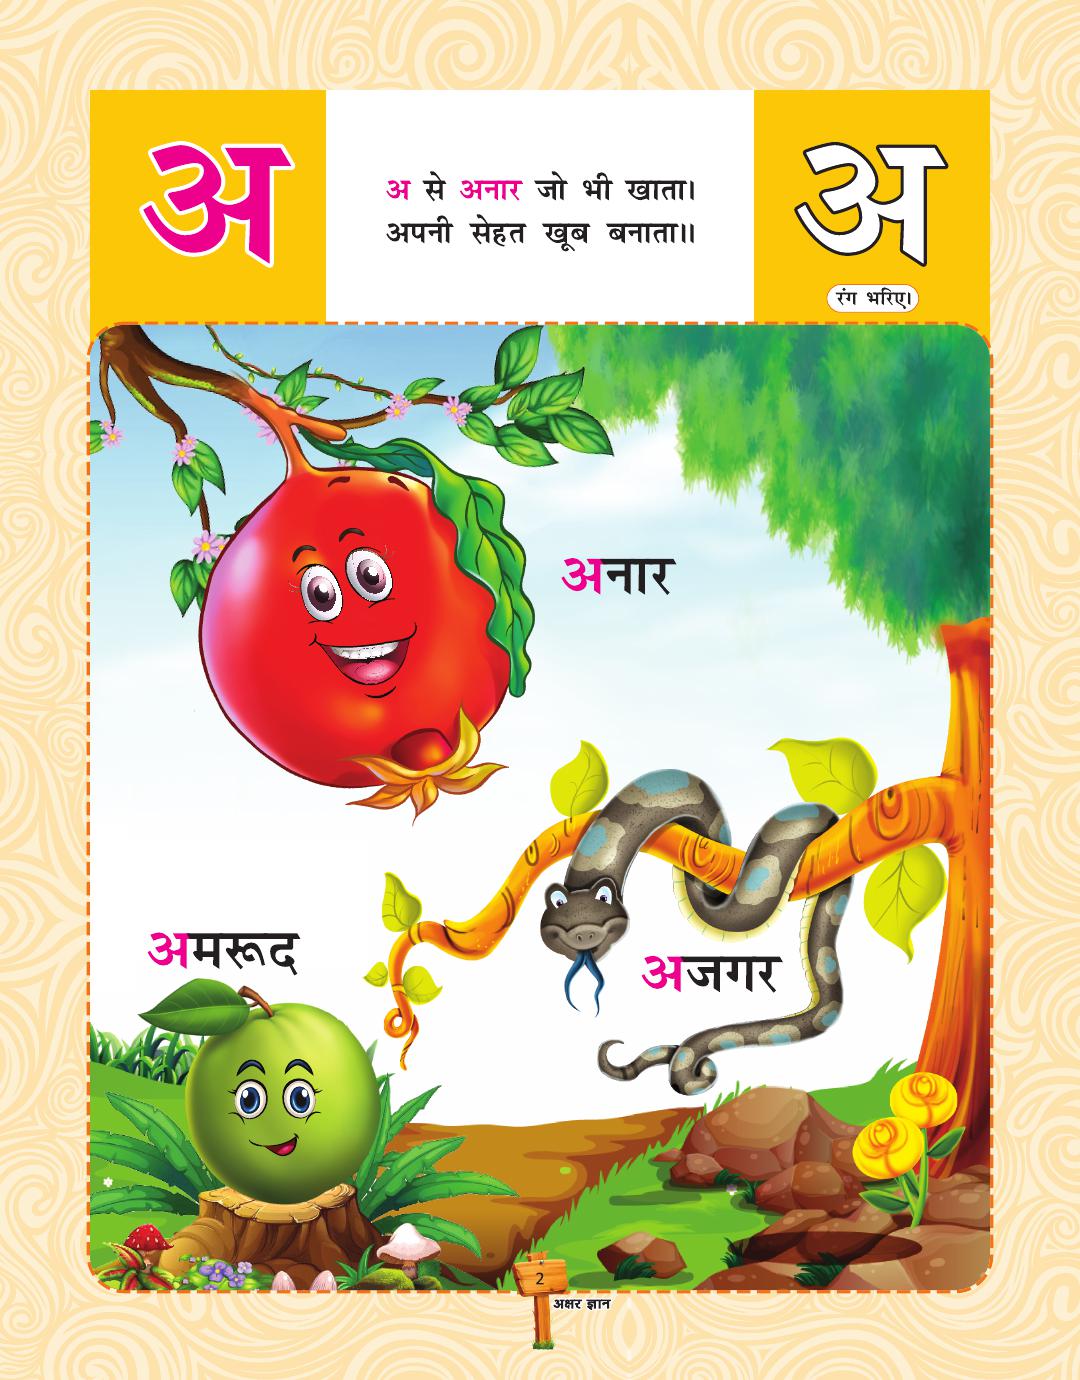 अ
अ से अनार जो भी खाता।
अपनी सेहत खूब बनाता॥
अ
रंग भरिए।
अनार
अमरूद
अजगर
2
अक्षर ज्ञान